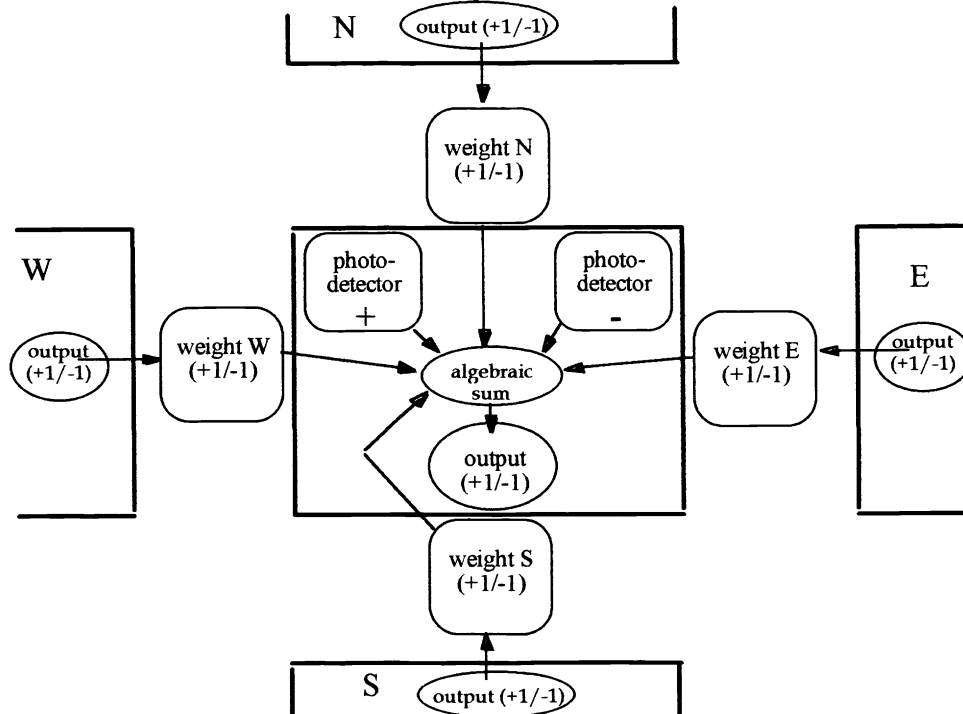 N
output (+1/-1)
weight N
(+1/-1)
W
output
(+1/-1)
weight W
(+1/-1)
photo-
detector
+
photo-
detector
-
algebraic
sum
output
(+1/-1)
weight E
(+1/-1)
E
output
(+1/-1)
weight S
(+1/-1)
S
output (+1/-1)